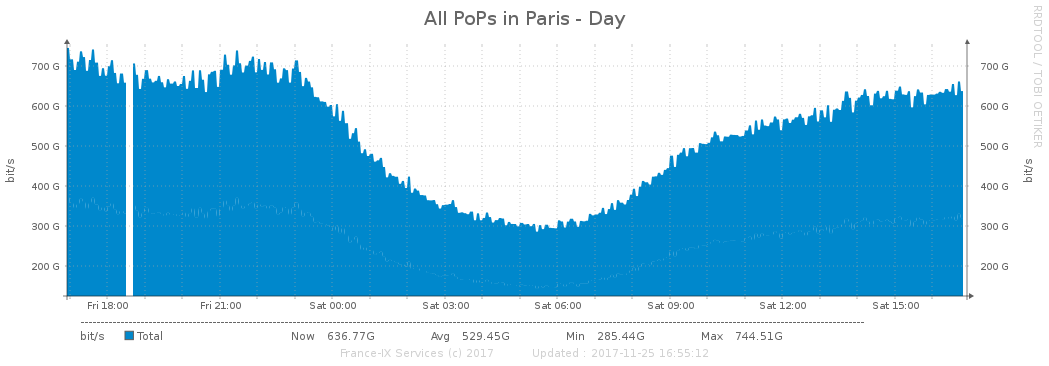 All PoPs in Paris - Day
RRDTOOL / TOBI OETIKER
bit/s
bit/s
700 G 700 G
600 G 600 G
500 G 500 G
400 G 400 G
300 G 300 G
200 G 200 G
Fri 18:00 Fri 21:00 Sat 00:00 Sat 03:00 Sat 06:00 Sat 09:00 Sat 12:00 Sat 15:00
bit/s Total Now 636.77G Avg 529.45G Min 285.44G Max 744.51G
France-IX Services (c) 2017 Updated : 2017-11-25 16:55:12